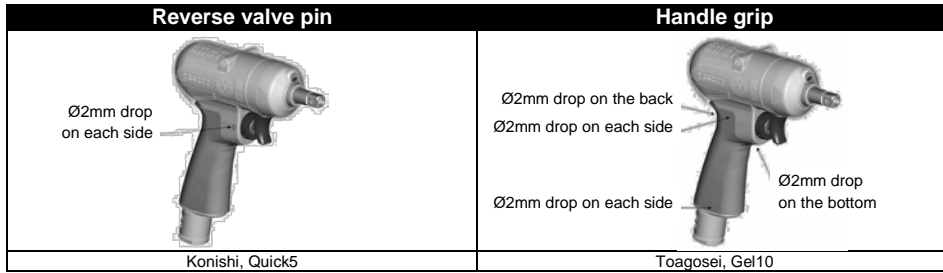 Reverse valve pin
Handle grip
Ø2mm drop
on each side
Ø2mm drop on the back
Ø2mm drop on each side
Ø2mm drop
on the bottom
Ø2mm drop on each side
Konishi, Quick5
Toagosei, Gel10